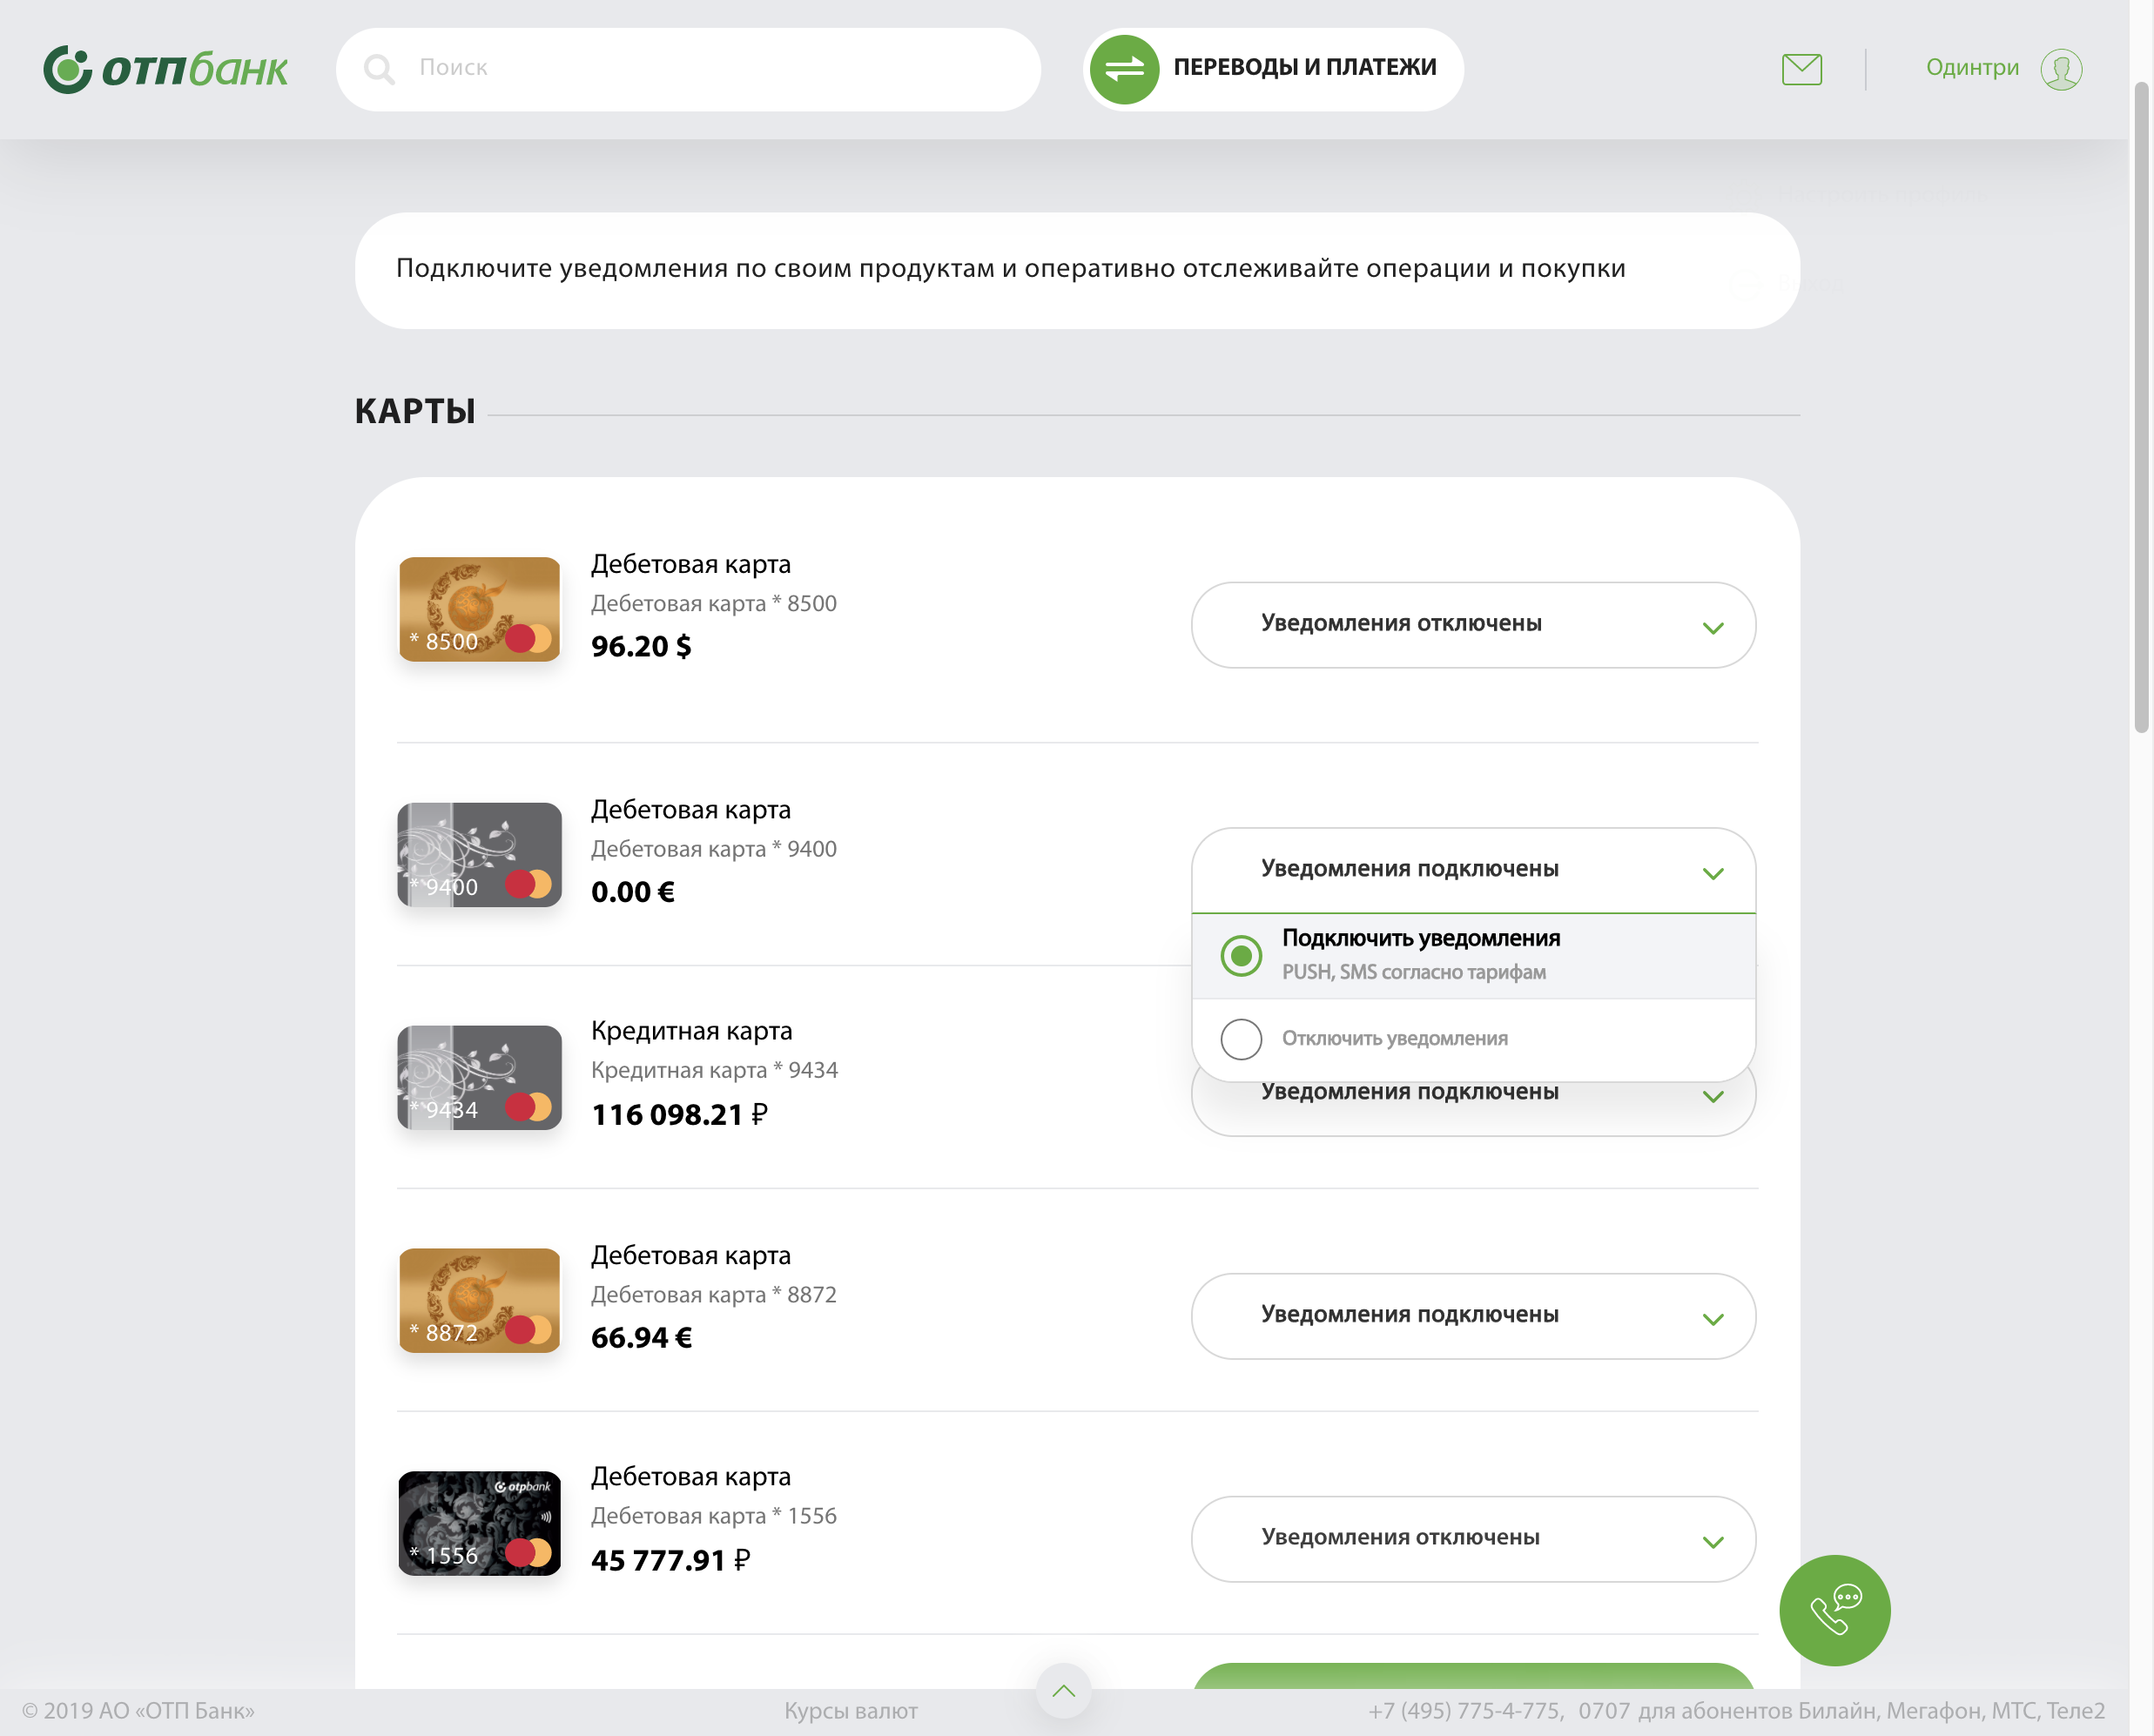 отпбанк
Поиск
ПЕРЕВОДЫ И ПЛАТЕЖИ
Одинтри
Подключите уведомления по своим продуктам и оперативно отслеживайте операции и покупки
КАРТЫ
* 8500
Дебетовая карта
Дебетовая карта * 8500
96.20 $
Уведомления отключены
* 9400
Дебетовая карта
Дебетовая карта * 9400
0.00 €
Уведомления подключены
Подключить уведомления
PUSH, SMS согласно тарифам
Отключить уведомления
* 9434
Кредитная карта
Кредитная карта * 9434
116 098.21 ₽
Уведомления подключены
* 8872
Дебетовая карта
Дебетовая карта * 8872
66.94 €
Уведомления подключены
otpbank
* 1556
Дебетовая карта
Дебетовая карта * 1556
45 777.91 ₽
Уведомления отключены
© 2019 АО «ОТП Банк»
Курсы валют
+7 (495) 775-4-775, 0707 для абонентов Билайн, Мегафон, МТС, Теле2